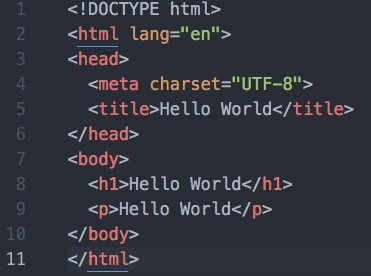 1 <!DOCTYPE html>
2 <html lang="en">
3 <head>
4   <meta charset="UTF-8">
5   <title>Hello World</title>
6 </head>
7 <body>
8   <h1>Hello World</h1>
9   <p>Hello World</p>
10 </body>
11 </html>